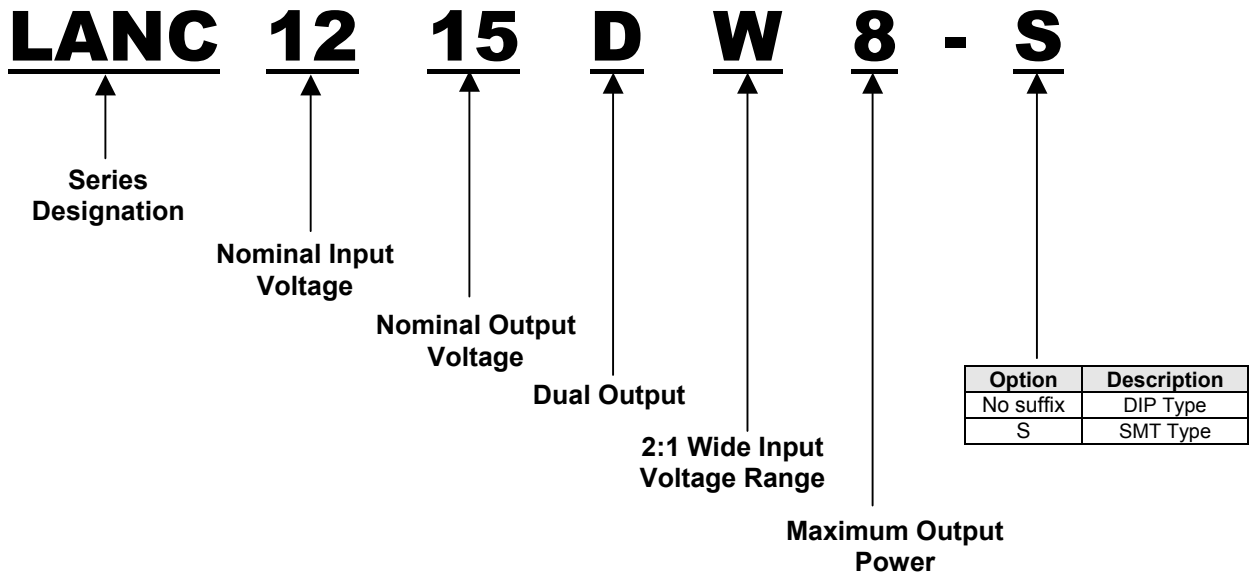 LANC 12 15 D W 8 - S
Series
Designation
Nominal Input
Voltage
Nominal Output
Voltage
Dual Output
2:1 Wide Input
Voltage Range
Maximum Output
Power
Option Description
No suffix DIP Type
S SMT Type